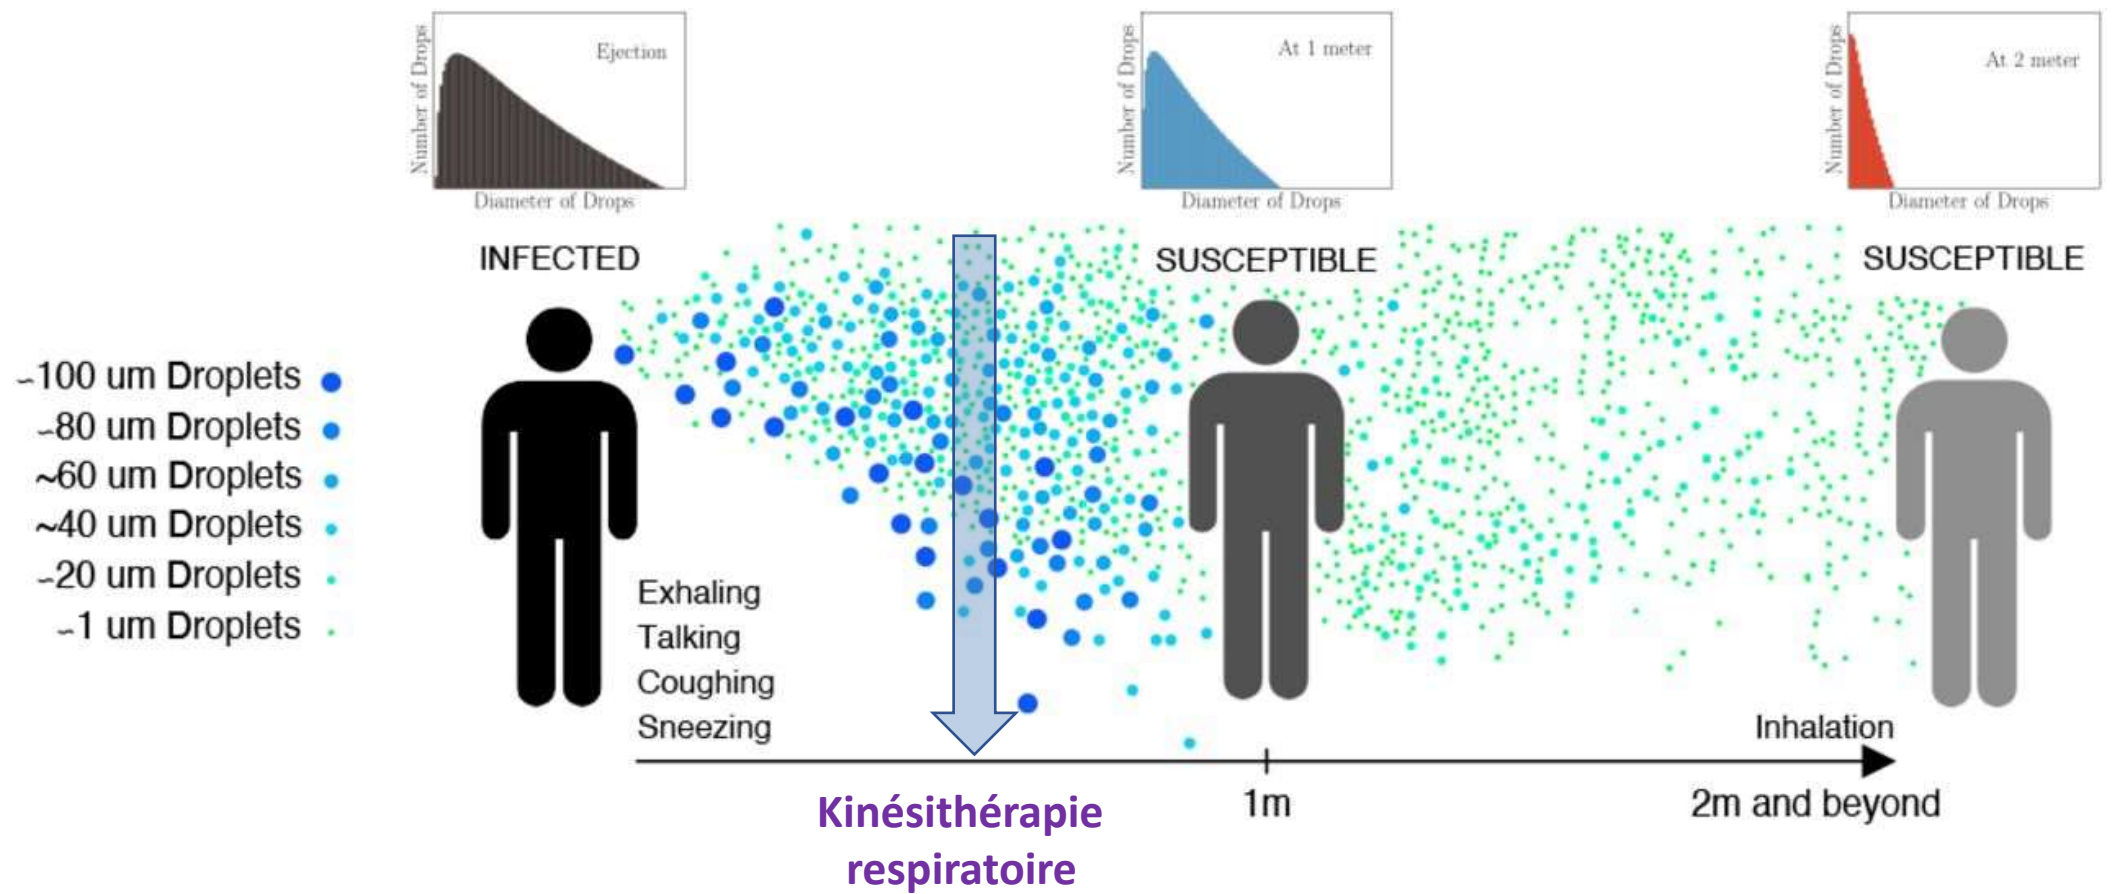 Number of Drops
Ejection
Diameter of Drops
Number of Drops
At 1 meter
Diameter of Drops
Number of Drops
At 2 meter
Diameter of Drops
INFECTED
SUSCEPTIBLE
SUSCEPTIBLE
~100 um Droplets
~80 um Droplets
~60 um Droplets
~40 um Droplets
~20 um Droplets
~1 um Droplets
Exhaling
Talking
Coughing
Sneezing
Inhalation
1m
2m and beyond
Kinésithérapie
respiratoire